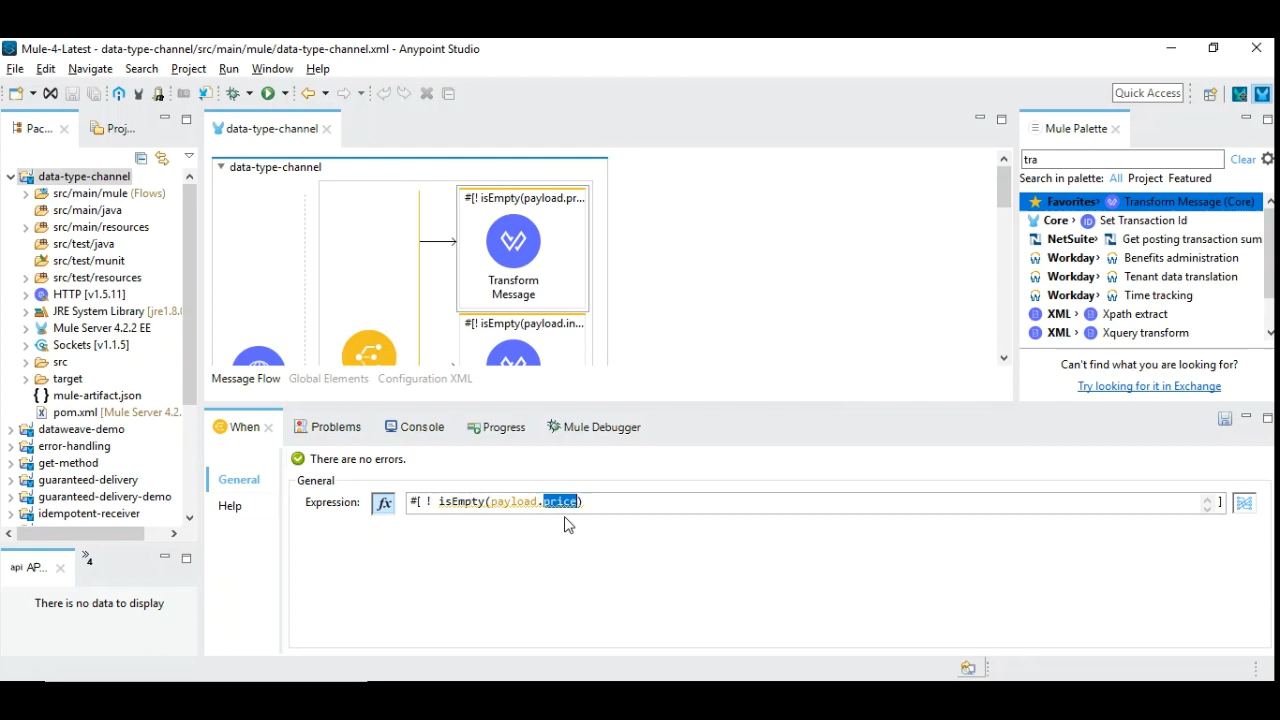 Mule-4-Latest - data-type-channel/src/main/mule/data-type-channel.xml - Anypoint Studio
File Edit Navigate Search Project Run Window Help
Quick Access
Pac...
Proj...
data-type-channel
src/main/mule (Flows)
src/main/java
src/main/resources
src/test/java
src/test/munit
src/test/resources
HTTP [v1.5.11]
JRE System Library [jre1.8.0
Mule Server 4.2.2 EE
Sockets [v1.1.5]
src
target
mule-artifact.json
pom.xml [Mule Server 4.2.
dataweave-demo
error-handling
get-method
guaranteed-delivery
guaranteed-delivery-demo
idempotent-receiver
api AP...
4
There is no data to display
data-type-channel
data-type-channel
#[! isEmpty(payload.pr...
Transform
Message
#[! isEmpty(payload.in...
Message Flow Global Elements Configuration XML
Mule Palette
tra
Clear
Search in palette: All Project Featured
Favorites> Transform Message (Core)
Core > ID Set Transaction Id
NetSuite> Get posting transaction sum
Workday> Benefits administration
Workday> Tenant data translation
Workday> Time tracking
XML > Xpath extract
XML > Xquery transform
Can't find what you are looking for?
Try looking for it in Exchange
When
Problems
Console
Progress
Mule Debugger
There are no errors.
General
Help
General
Expression: fx #[ ! isEmpty(payload.price) ]